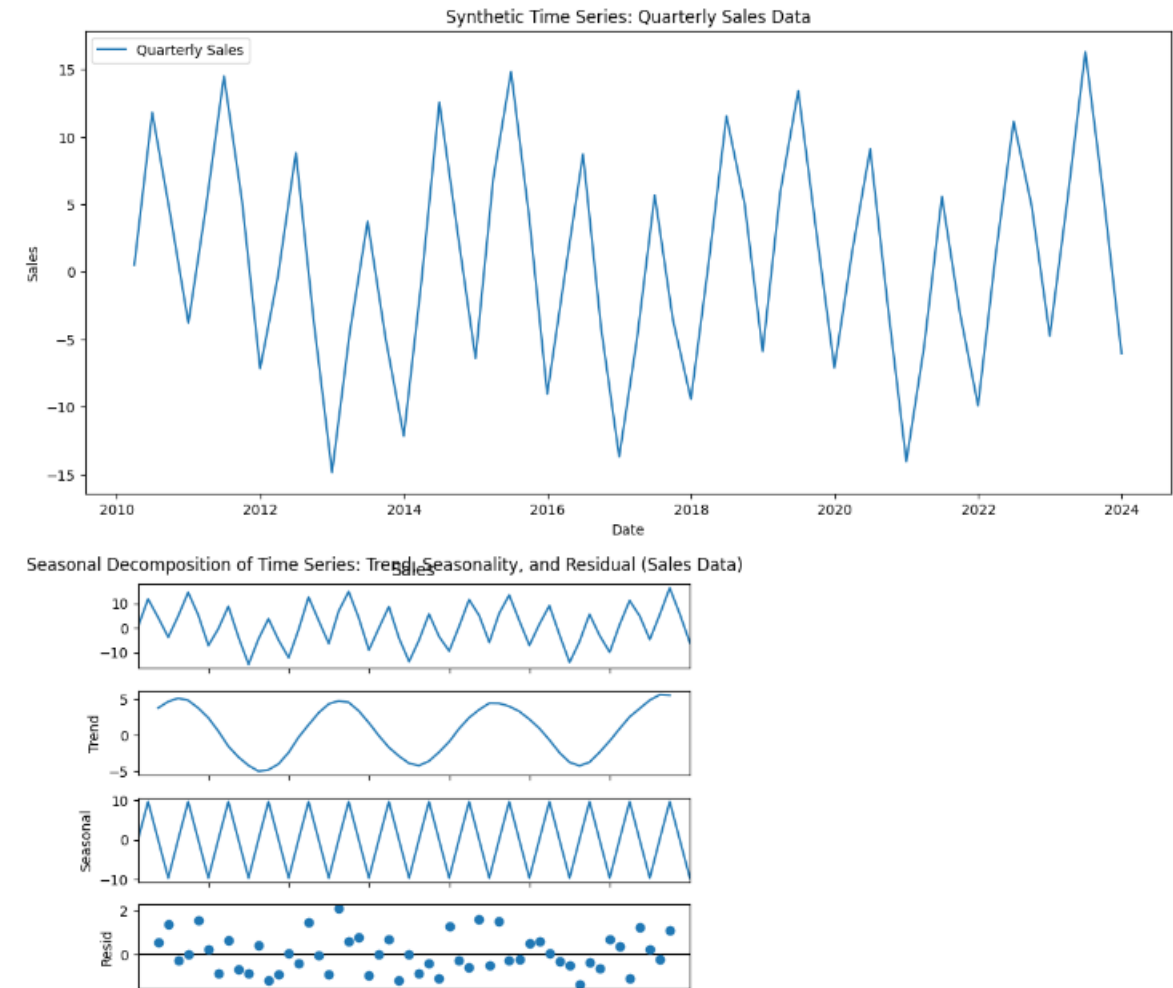 Synthetic Time Series: Quarterly Sales Data
Quarterly Sales
15
10
5
0
−5
−10
−15
Sales
2010 2012 2014 2016 2018 2020 2022 2024
Date
Seasonal Decomposition of Time Series: Trend, Seasonality, and Residual (Sales Data)
Sales
10
0
−10
5
0
−5
Trend
10
0
−10
Seasonal
2
0
Resid